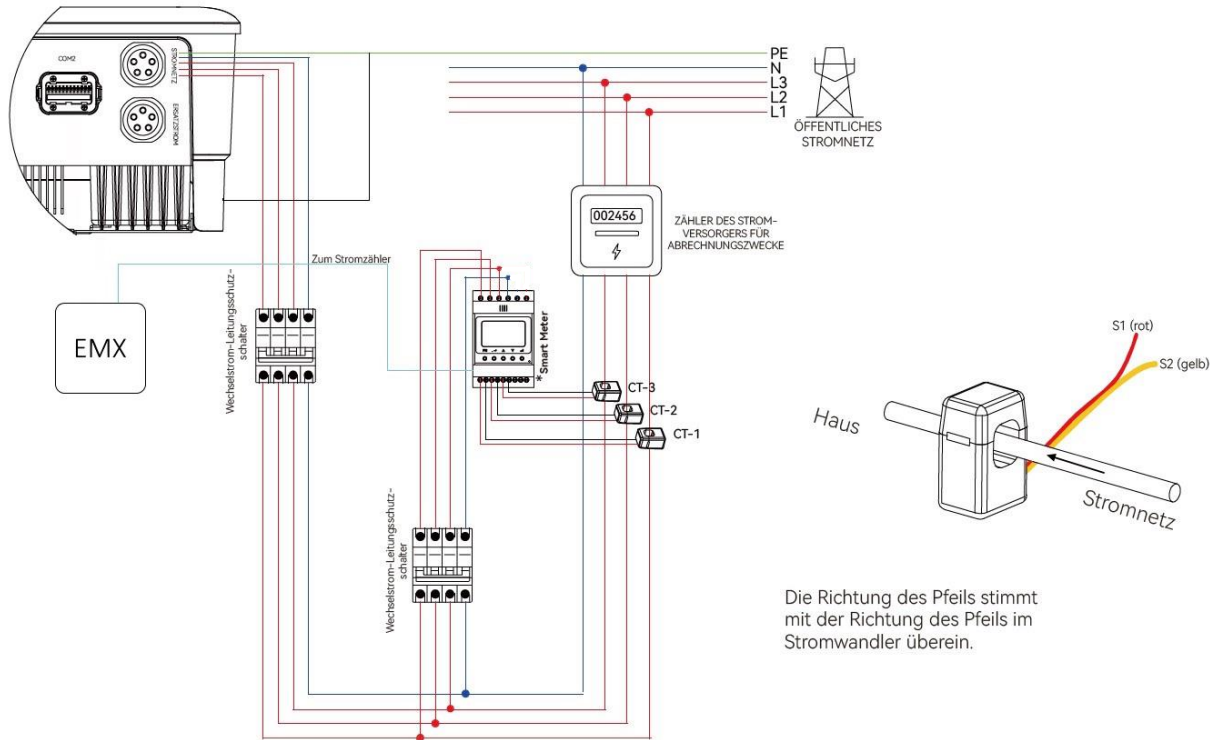 COM2
STROMNETZ
ERSATZSTROM
PE
N
L3
L2
L1
ÖFFENTLICHES
STROMNETZ
002456
ZÄHLER DES STROM-
VERSORGERS FÜR
ABRECHNUNGSZWECKE
Zum Stromzähler
EMX
Wechselstrom-Leitungsschutz-
schalter
* Smart Meter
CT-3
CT-2
CT-1
Wechselstrom-Leitungsschutz-
schalter
S1 (rot)
S2 (gelb)
Haus
Stromnetz
Die Richtung des Pfeils stimmt
mit der Richtung des Pfeils im
Stromwandler überein.